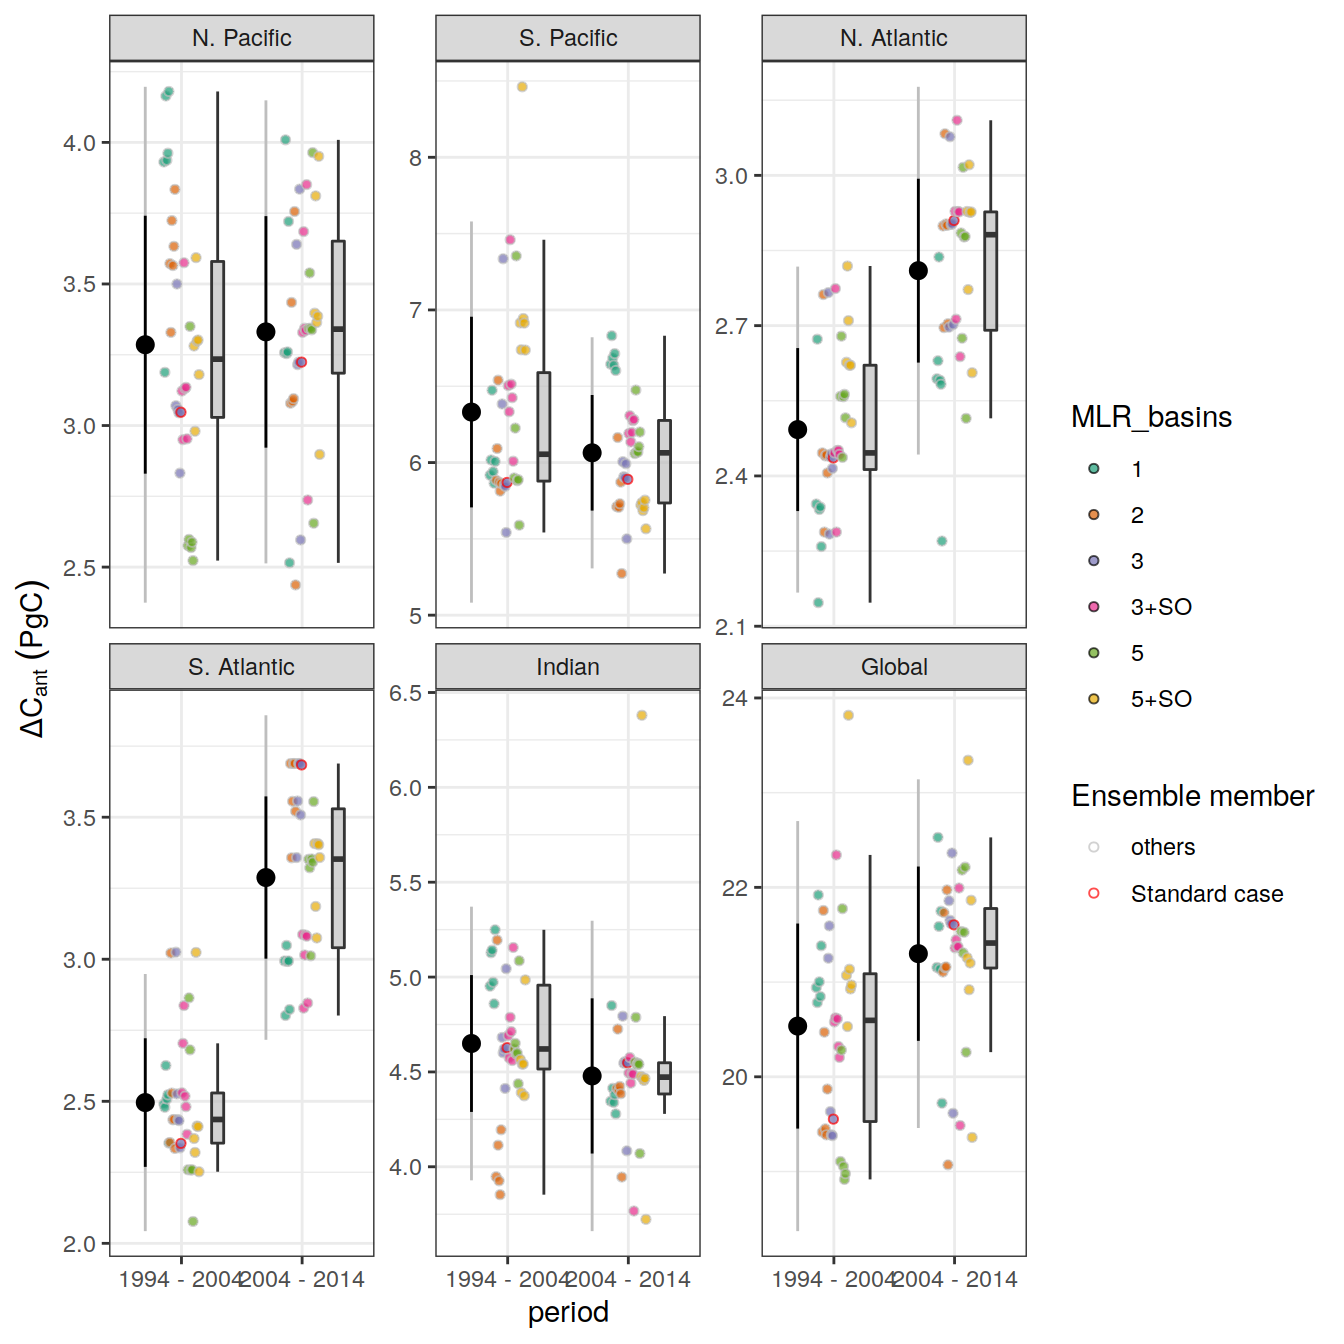 N. Pacific
S. Pacific
N. Atlantic
4.0
3.5
3.0
2.5
8
7
6
5
3.0
2.7
2.4
2.1
S. Atlantic
Indian
Global
3.5
3.0
2.5
2.0
6.5
6.0
5.5
5.0
4.5
4.0
24
22
20
1994 - 2004
2004 - 2014
1994 - 2004
2004 - 2014
1994 - 2004
2004 - 2014
period
ΔCant (PgC)
MLR_basins
1
2
3
3+SO
5
5+SO
Ensemble member
others
Standard case